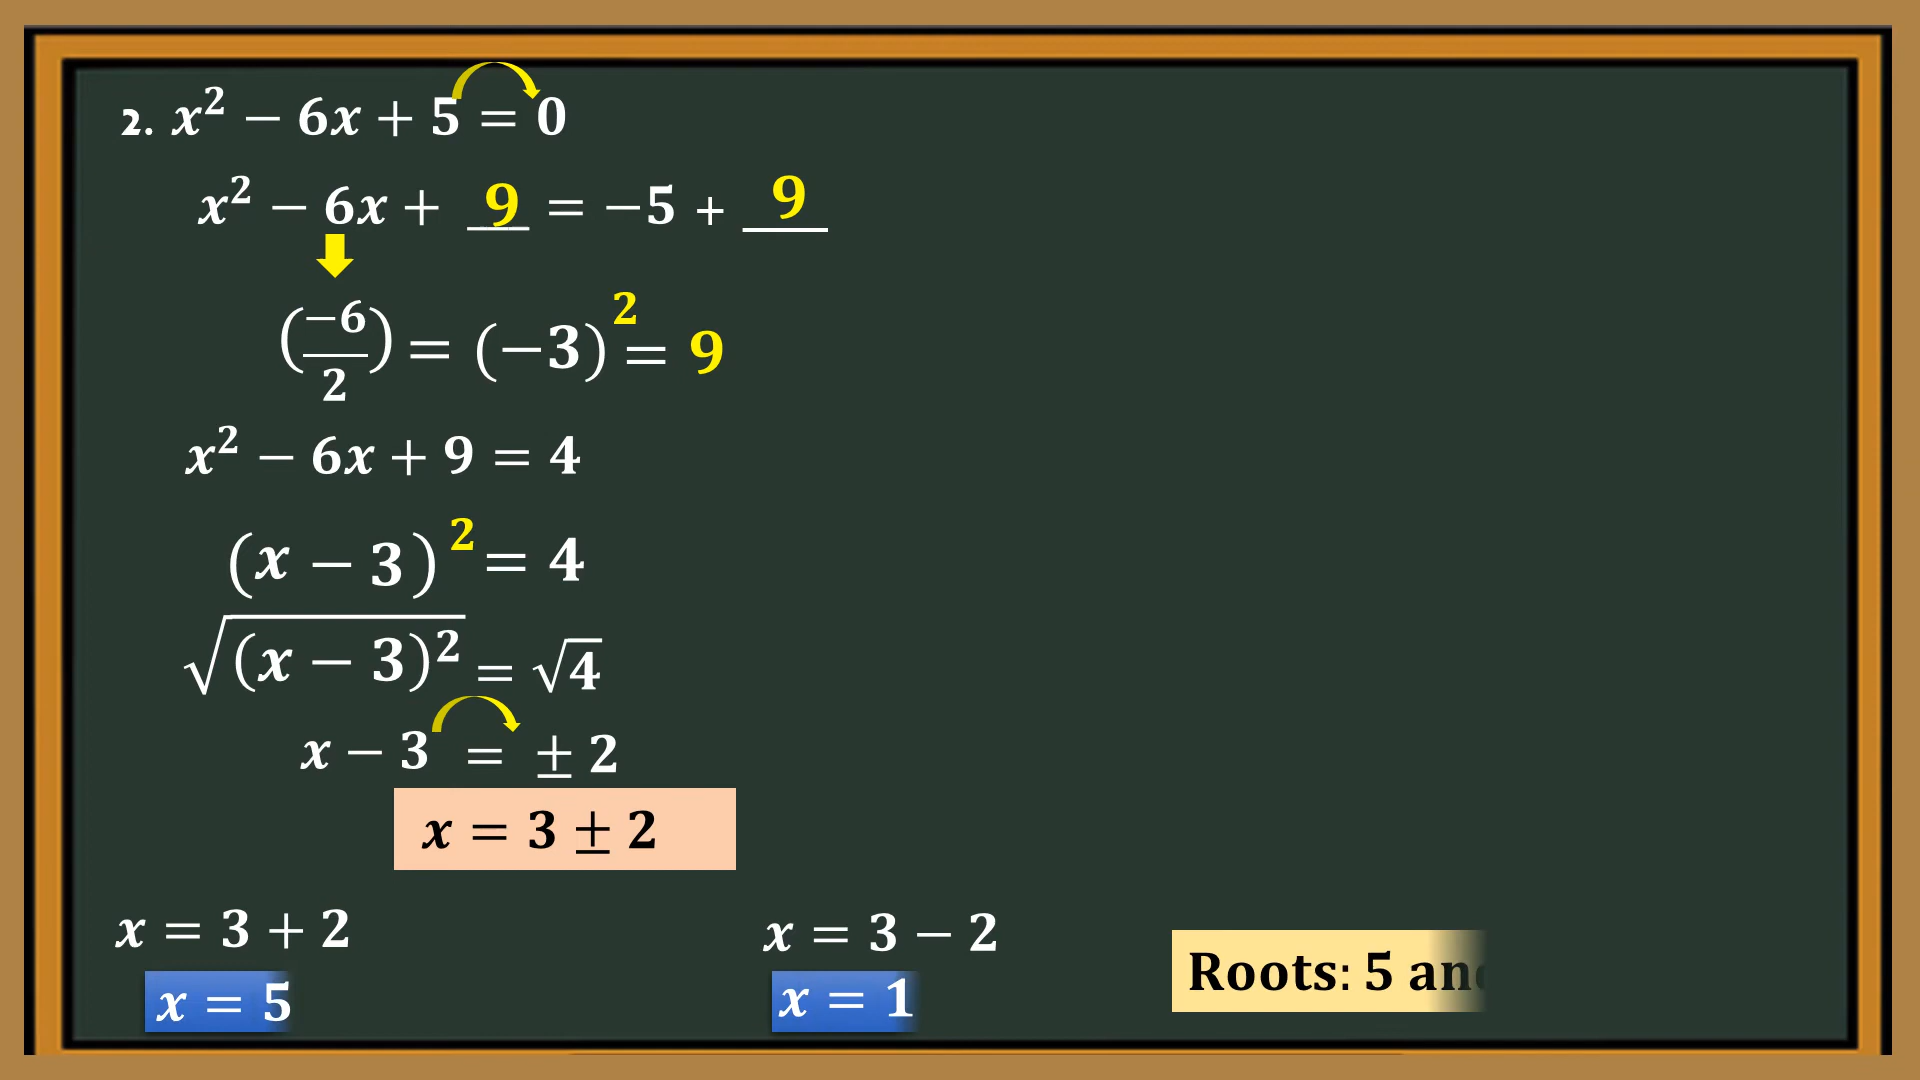 2. x² − 6x + 5 = 0
x² − 6x + 9 = −5 + 9
(−6/2) = (−3)² = 9
x² − 6x + 9 = 4
(x − 3)² = 4
√(x − 3)² = √4
x − 3 = ± 2
x = 3 ± 2
x = 3 + 2
x = 5
x = 3 − 2
x = 1
Roots: 5 and